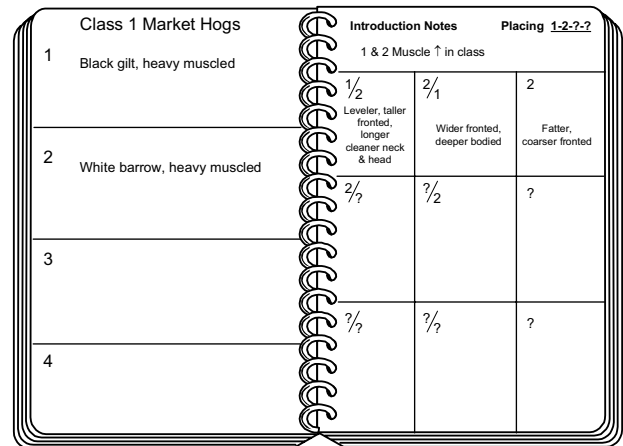 Class 1 Market Hogs
1
Black gilt, heavy muscled
2
White barrow, heavy muscled
3
4
Introduction Notes Placing 1-2-?-?
1 & 2 Muscle ↑ in class
1/2
Leveler, taller
fronted,
longer
cleaner neck
& head
2/1
Wider fronted,
deeper bodied
2
Fatter,
coarser fronted
2/?
?/2
?
?/?
?/?
?